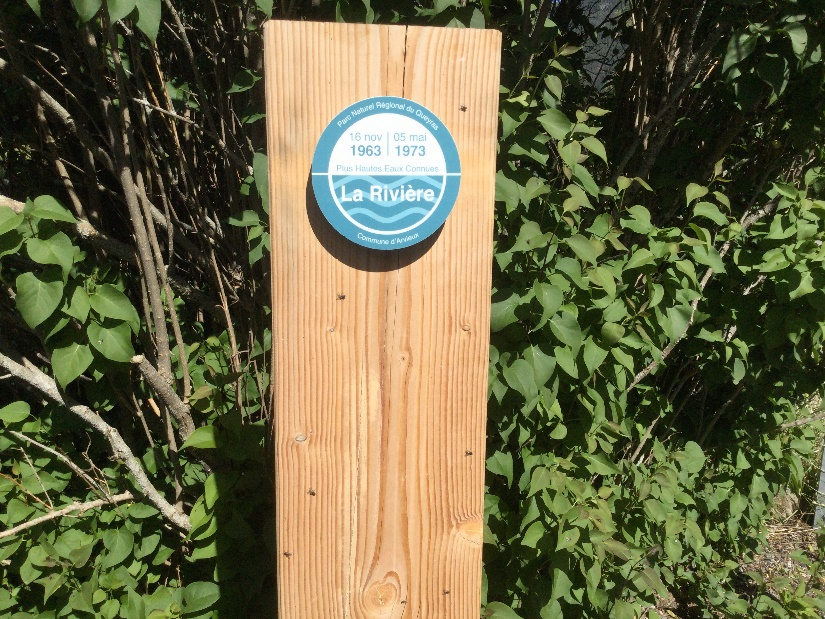 Parc Naturel Régional du Queyras
16 nov | 05 mai
1963 | 1973
Plus Hautes Eaux Connues
La Rivière
Commune d'Arvieux